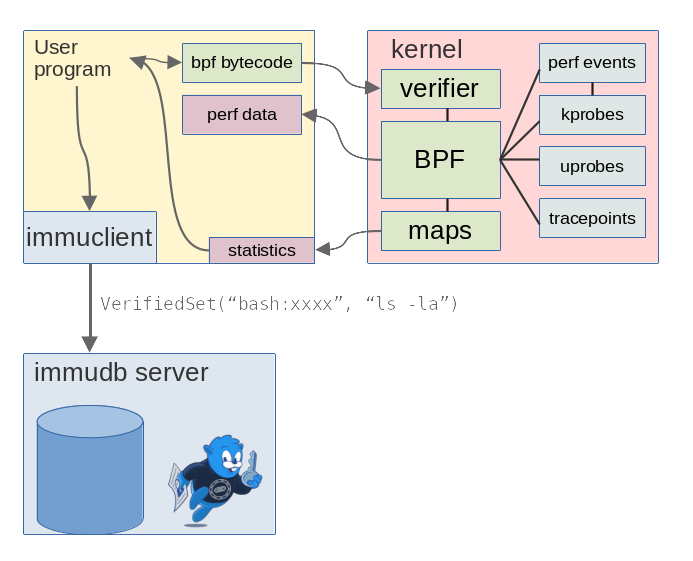 User
program
bpf bytecode
perf data
immuclient
statistics
kernel
verifier
BPF
maps
perf events
kprobes
uprobes
tracepoints
VerifiedSet(“bash:xxxx”, “ls -la”)
immudb server